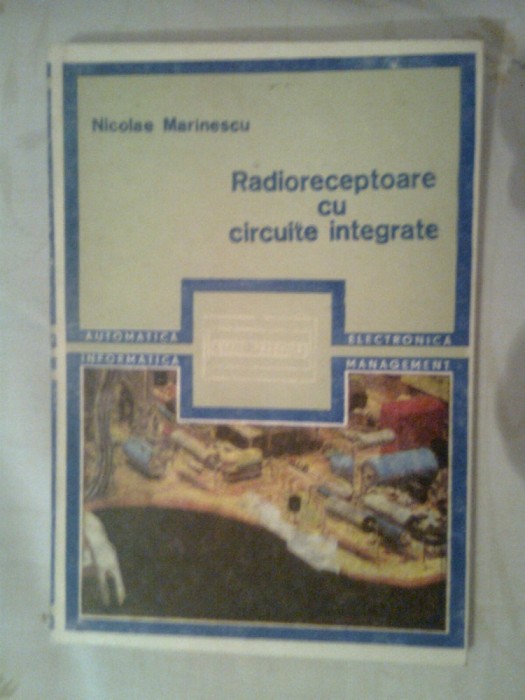 Nicolae Marinescu
Radioreceptoare
cu
circuite integrate
AUTOMATICA
ELECTRONICA
INFORMATICA
MANAGEMENT